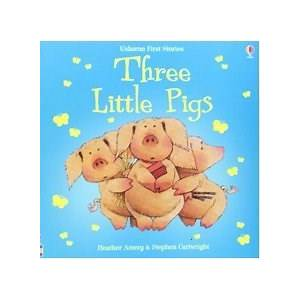 Usborne First Stories
Three
Little Pigs
Heather Amery & Stephen Cartwright